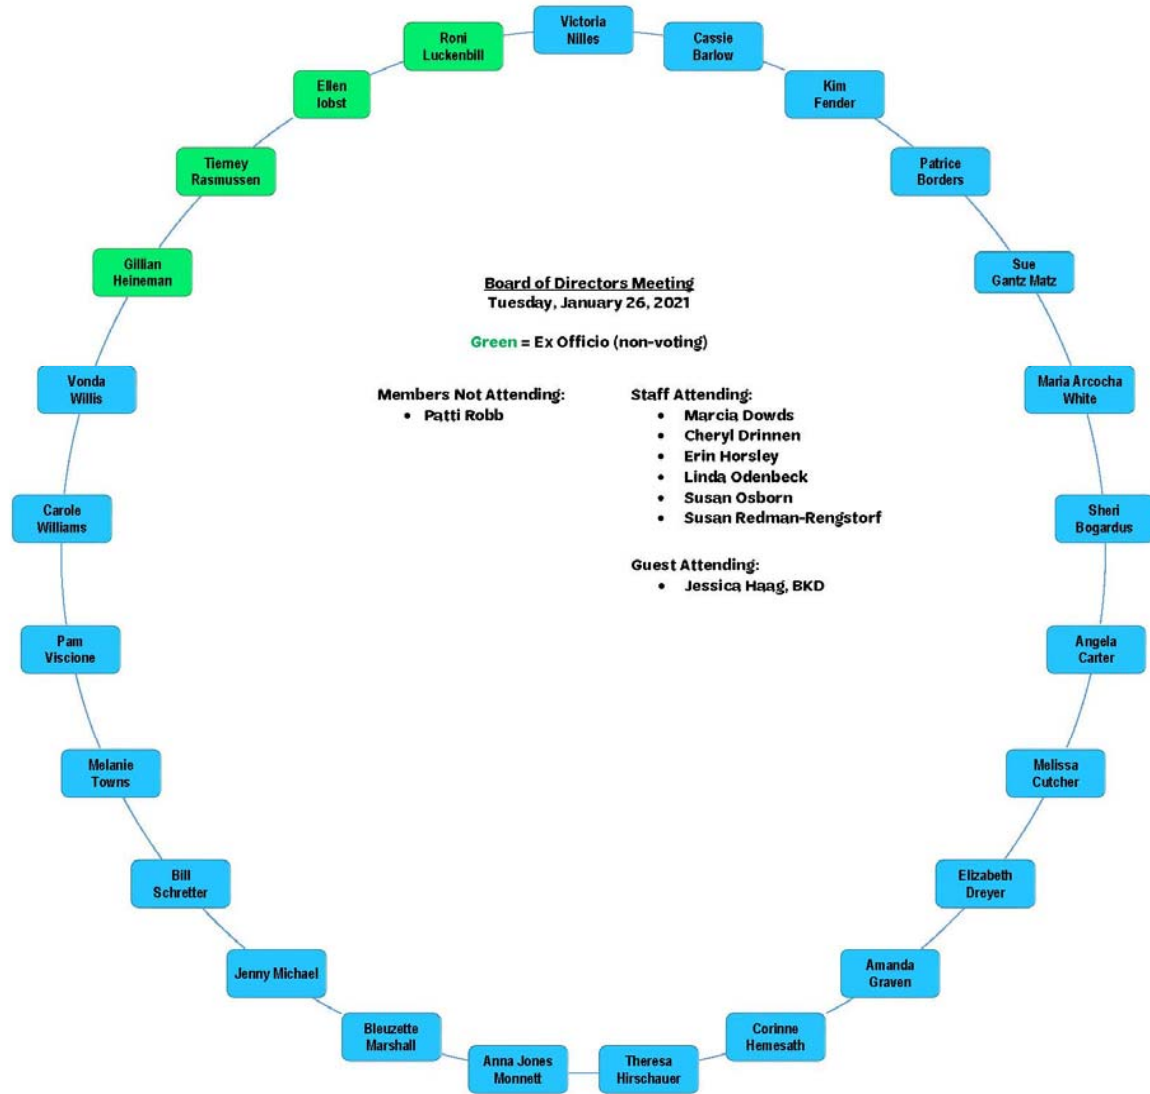 Victoria
Nilles
Cassie
Barlow
Kim
Fender
Patrice
Borders
Sue
Gantz Matz
Maria Arcocha
White
Sheri
Bogardus
Angela
Carter
Melissa
Cutcher
Elizabeth
Dreyer
Amanda
Graven
Corinne
Hemesath
Theresa
Hirschauer
Anna Jones
Monnett
Bleuzette
Marshall
Jenny Michael
Bill
Schretter
Melanie
Towns
Pam
Viscione
Carole
Williams
Vonda
Willis
Gillian
Heineman
Tierney
Rasmussen
Ellen
Iobst
Roni
Luckenbill
Board of Directors Meeting
Tuesday, January 26, 2021
Green = Ex Officio (non-voting)
Members Not Attending:
• Patti Robb
Staff Attending:
• Marcia Dowds
• Cheryl Drinnen
• Erin Horsley
• Linda Odenbeck
• Susan Osborn
• Susan Redman-Rengstorf
Guest Attending:
• Jessica Haag, BKD